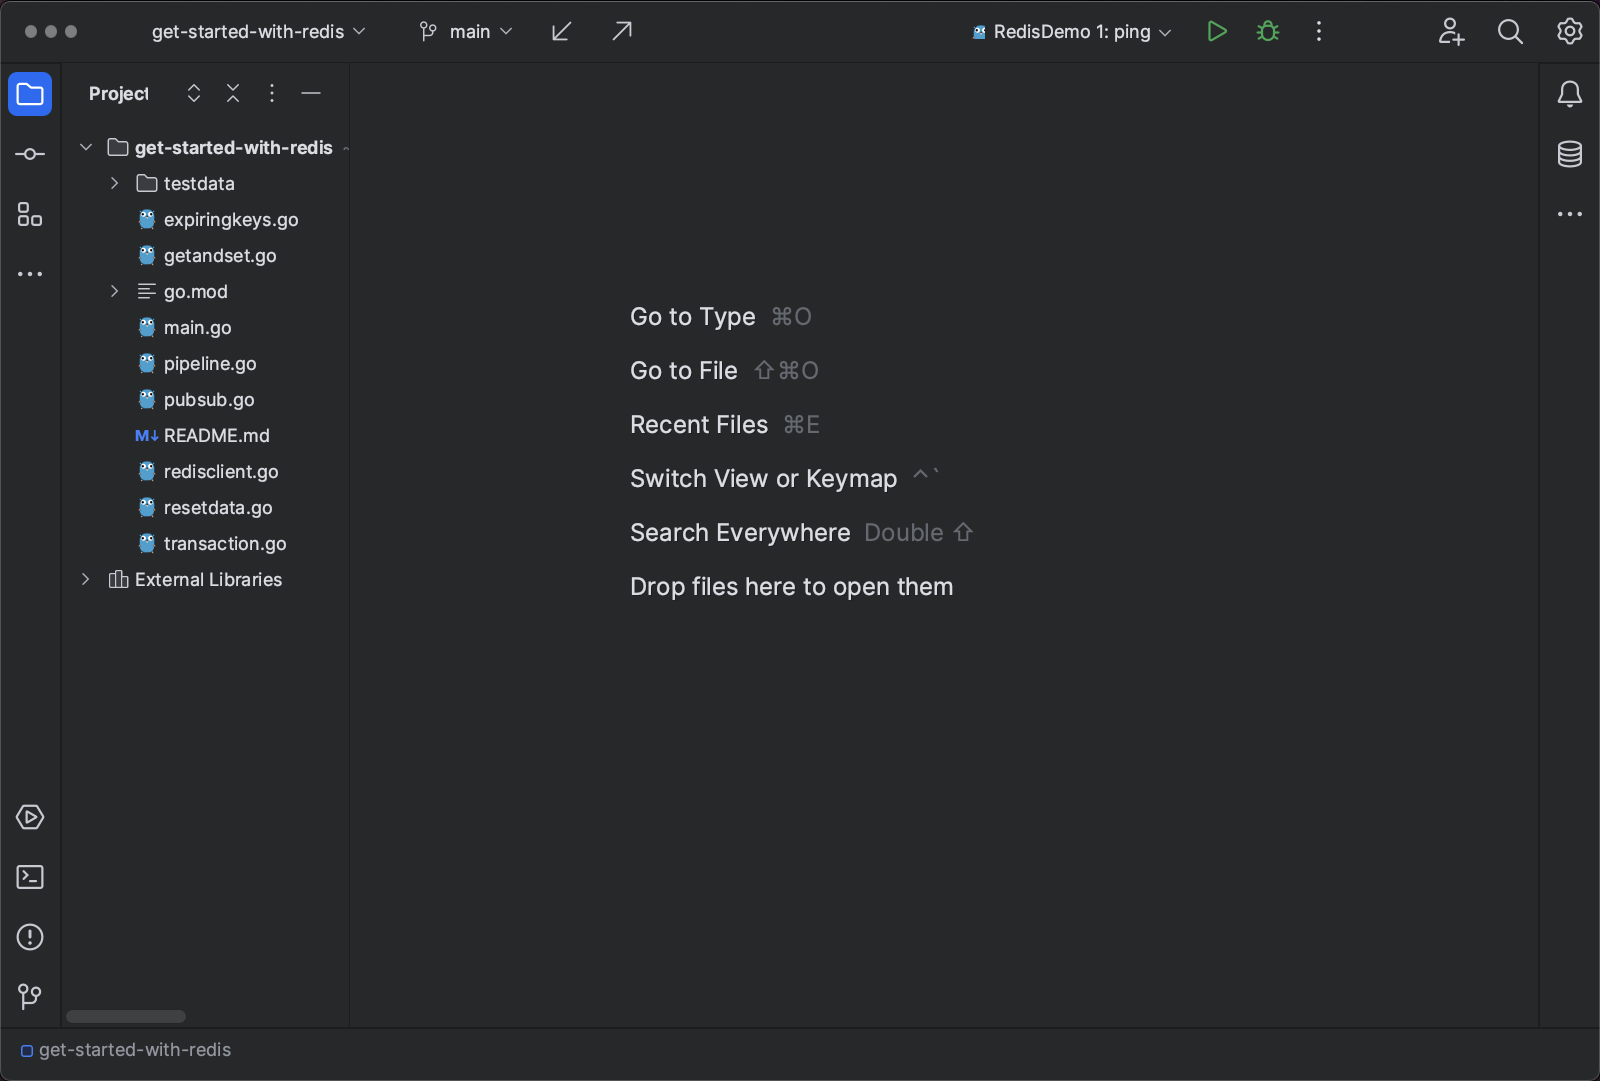 get-started-with-redis
main
RedisDemo 1: ping
Project
get-started-with-redis
testdata
expiringkeys.go
getandset.go
go.mod
main.go
pipeline.go
pubsub.go
M↓ README.md
redisclient.go
resetdata.go
transaction.go
External Libraries
Go to Type ⌘O
Go to File ⇧⌘O
Recent Files ⌘E
Switch View or Keymap ^`
Search Everywhere Double ⇧
Drop files here to open them
get-started-with-redis